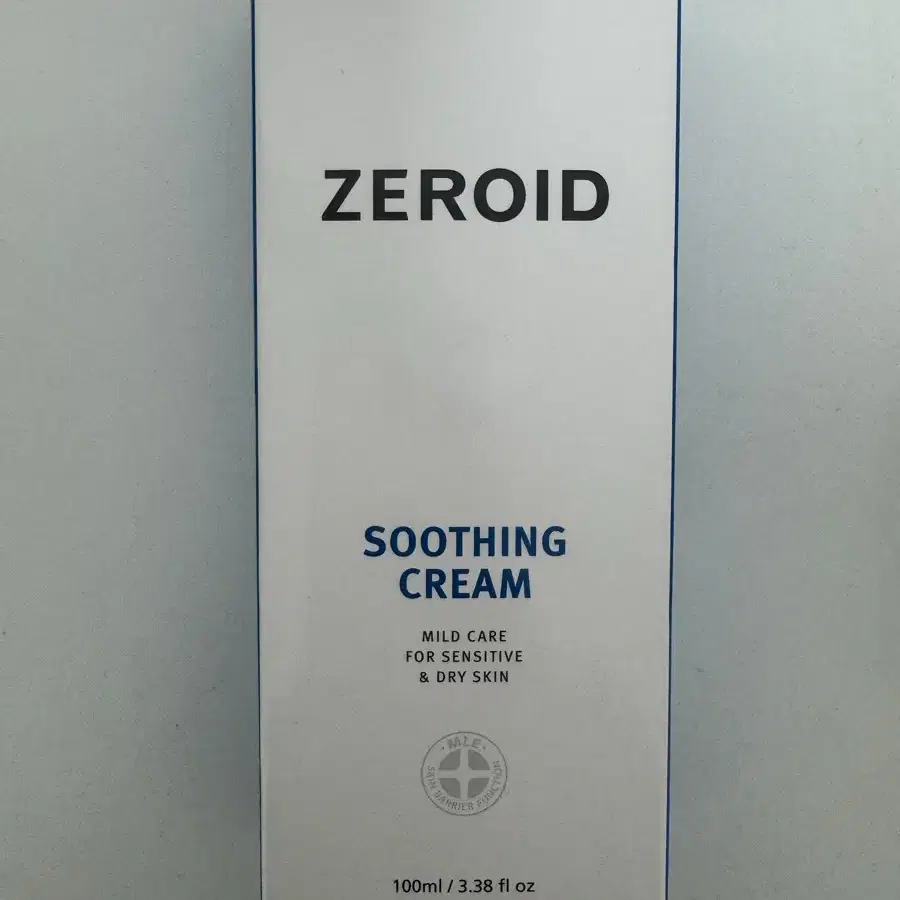 ZEROID
SOOTHING
CREAM
MILD CARE
FOR SENSITIVE
& DRY SKIN
· MLE ·
SKIN BARRIER FUNCTION
100ml / 3.38 fl oz